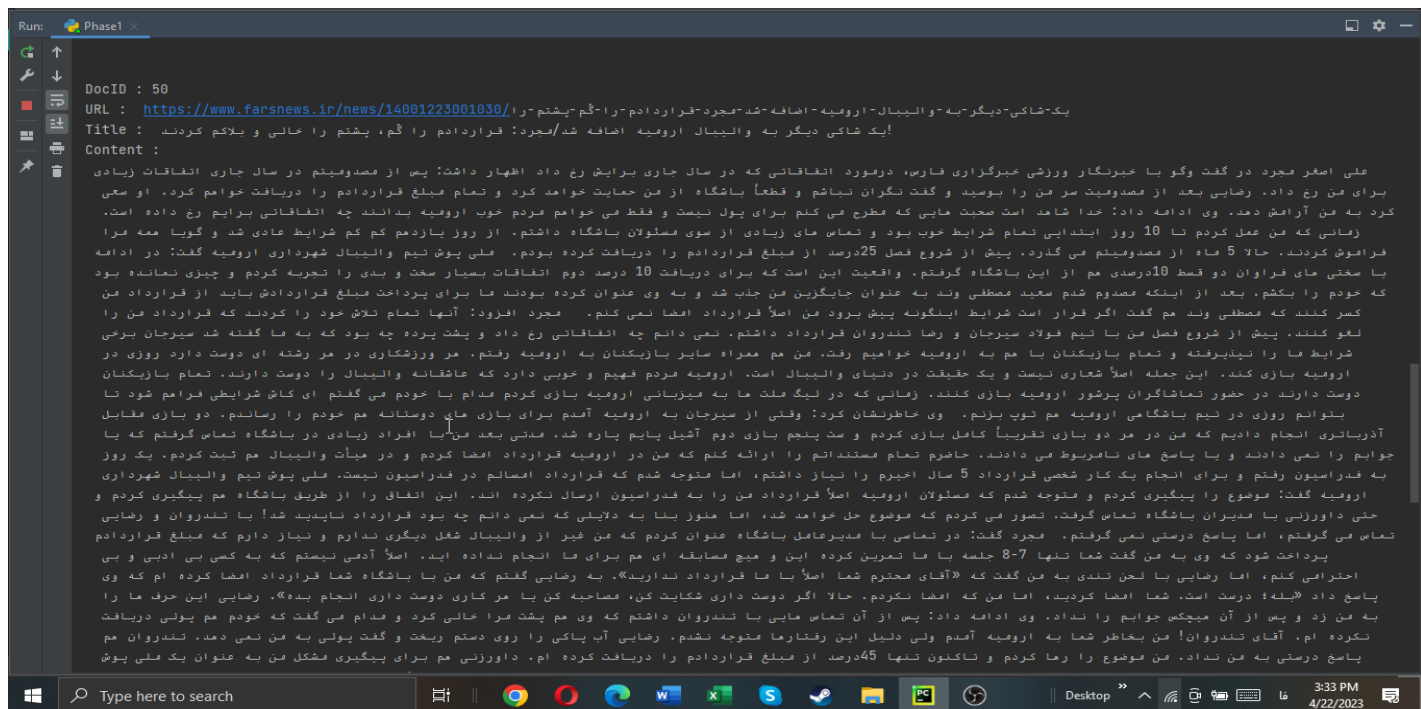 Run: Phase1
DocID : 50
URL : https://www.farsnews.ir/news/14001223001030/یک-شاکی-دیگر-به-والیبال-ارومیه-اضافه-شد-مجرد-قراردادم-را-گم-پشتم-را
Title : یک شاکی دیگر به والیبال ارومیه اضافه شد/مجرد: قراردادم را گم، پشتم را خالی و بلاکم کردند!
Content :
علی اصغر مجرد در گفت وگو با خبرنگار ورزشی خبرگزاری فارس، درمورد اتفاقاتی که در سال جاری برایش رخ داد اظهار داشت: پس از مصدومیتم در سال جاری اتفاقات زیادی
برای من رخ داد. رضایی بعد از مصدومیت سر من را بوسید و گفت نگران نباشم و قطعاً باشگاه از من حمایت خواهد کرد و تمام مبلغ قراردادم را دریافت خواهم کرد. او سعی
کرد به من آرامش دهد. وی ادامه داد: خدا شاهد است صحبت هایی که مطرح می کنم برای پول نیست و فقط می خواهم مردم خوب ارومیه بدانند چه اتفاقاتی برایم رخ داده است.
زمانی که من عمل کردم تا 10 روز ابتدایی تمام شرایط خوب بود و تماس های زیادی از سوی مسئولان باشگاه داشتم. از روز یازدهم کم کم شرایط عادی شد و گویا همه مرا
فراموش کردند. حالا 5 ماه از مصدومیتم می گذرد. پیش از شروع فصل 25درصد از مبلغ قراردادم را دریافت کرده بودم. ملی پوش تیم والیبال شهرداری ارومیه گفت: در ادامه
با سختی های فراوان دو قسط 10درصدی هم از این باشگاه گرفتم. واقعیت این است که برای دریافت 10 درصد دوم اتفاقات بسیار سخت و بدی را تجربه کردم و چیزی نمانده بود
که خودم را بکشم. بعد از اینکه مصدوم شدم سعید مصطفی وند به عنوان جایگزین من جذب شد و به وی عنوان کرده بودند ما برای پرداخت مبلغ قراردادش باید از قرارداد من
کسر کنند که مصطفی وند هم گفت اگر قرار است شرایط اینگونه پیش برود من اصلاً قرارداد امضا نمی کنم. مجرد افزود: آنها تمام تلاش خود را کردند که قرارداد من را
لغو کنند. پیش از شروع فصل من با تیم فولاد سیرجان و رضا تندروان قرارداد داشتم. نمی دانم چه اتفاقاتی رخ داد و پشت پرده چه بود که به ما گفته شد سیرجان برخی
شرایط ما را نپذیرفته و تمام بازیکنان با هم به ارومیه خواهیم رفت. من هم همراه سایر بازیکنان به ارومیه رفتم. هر ورزشکاری در هر رشته ای دوست دارد روزی در
ارومیه بازی کند. این جمله اصلاً شعاری نیست و یک حقیقت در دنیای والیبال است. ارومیه مردم فهیم و خوبی دارد که عاشقانه والیبال را دوست دارند. تمام بازیکنان
دوست دارند در حضور تماشاگران پرشور ارومیه بازی کنند. زمانی که در لیگ ملت ها به میزبانی ارومیه بازی کردم مدام با خودم می گفتم ای کاش شرایطی فراهم شود تا
بتوانم روزی در تیم باشگاهی ارومیه هم توپ بزنم. وی خاطرنشان کرد: وقتی از سیرجان به ارومیه آمدم برای بازی های دوستانه هم خودم را رساندم. دو بازی مقابل
آذرباتری انجام دادیم که من در هر دو بازی تقریباً کامل بازی کردم و ست پنجم بازی دوم آشیل پایم پاره شد. مدتی بعد من با افراد زیادی در باشگاه تماس گرفتم که یا
جوابم را نمی دادند و یا پاسخ های نامربوط می دادند. حاضرم تمام مستنداتم را ارائه کنم که من در ارومیه قرارداد امضا کردم و در هیأت والیبال هم ثبت کردم. یک روز
به فدراسیون رفتم و برای انجام یک کار شخصی قرارداد 5 سال اخیرم را نیاز داشتم، اما متوجه شدم که قرارداد امسالم در فدراسیون نیست. ملی پوش تیم والیبال شهرداری
ارومیه گفت: موضوع را پیگیری کردم و متوجه شدم که مسئولان ارومیه اصلاً قرارداد من را به فدراسیون ارسال نکرده اند. این اتفاق را از طریق باشگاه هم پیگیری کردم و
حتی داورزنی با مدیران باشگاه تماس گرفت. تصور می کردم که موضوع حل خواهد شد، اما هنوز بنا به دلایلی که نمی دانم چه بود قرارداد ناپدید شد! با تندروان و رضایی
تماس می گرفتم، اما پاسخ درستی نمی گرفتم. مجرد گفت: در تماسی با مدیرعامل باشگاه عنوان کردم که من غیر از والیبال شغل دیگری ندارم و نیاز دارم که مبلغ قراردادم
پرداخت شود که وی به من گفت شما تنها 7-8 جلسه با ما تمرین کرده این و هیچ مسابقه ای هم برای ما انجام نداده اید. اصلاً آدمی نیستم که به کسی بی ادبی و بی
احترامی کنم، اما رضایی با لحن تندی به من گفت که «آقای محترم شما اصلاً با ما قرارداد ندارید». به رضایی گفتم که من با باشگاه شما قرارداد امضا کرده ام که وی
پاسخ داد «بله؛ درست است. شما امضا کردید، اما من که امضا نکردم. حالا اگر دوست داری شکایت کن، مصاحبه کن یا هر کاری دوست داری انجام بده». رضایی این حرف ها را
به من زد و پس از آن هیچکس جوابم را نداد. وی ادامه داد: پس از آن تماس هایی با تندروان داشتم که وی هم پشت مرا خالی کرد و مدام می گفت که خودم هم پولی دریافت
نکرده ام. آقای تندروان! من بخاطر شما به ارومیه آمدم ولی دلیل این رفتارها متوجه نشدم. رضایی آب پاکی را روی دستم ریخت و گفت پولی به من نمی دهد. تندروان هم
پاسخ درستی به من نداد. من موضوع را رها کردم و تاکنون تنها 45درصد از مبلغ قراردادم را دریافت کرده ام. داورزنی هم برای پیگیری مشکل من به عنوان یک ملی پوش
Type here to search
Desktop
فا
3:33 PM
4/22/2023